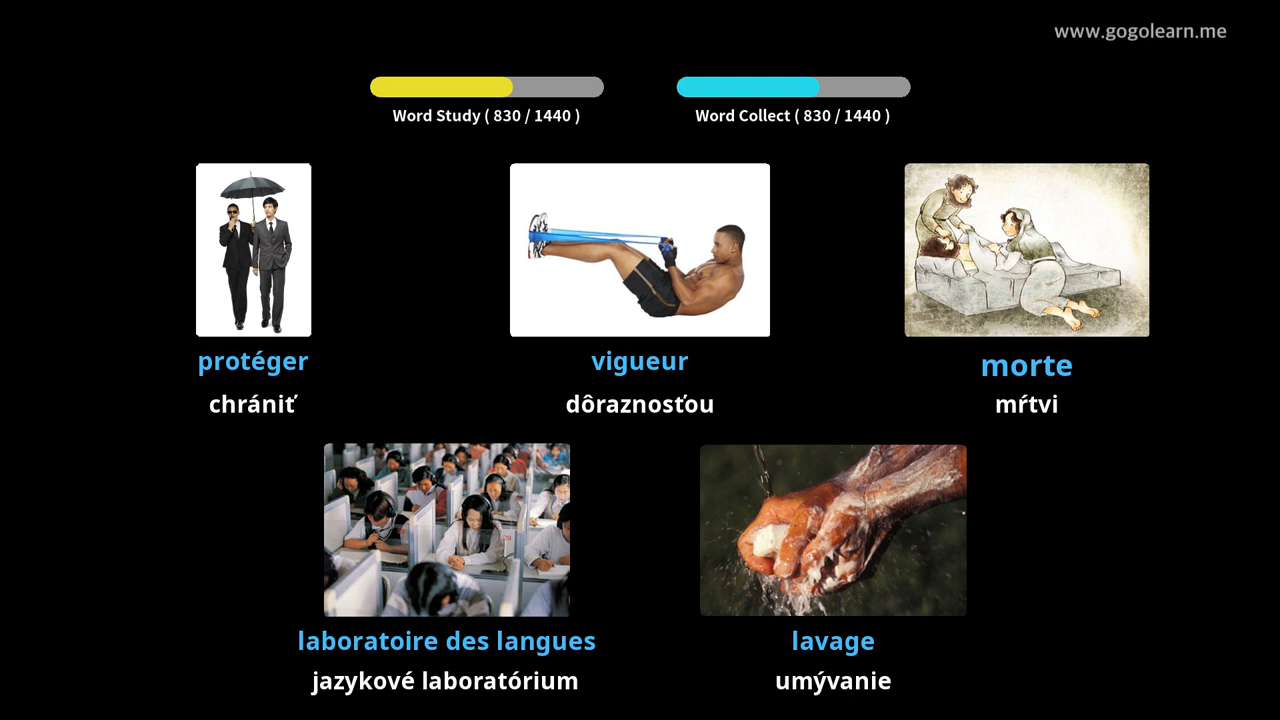 www.gogolearn.me
Word Study ( 830 / 1440 )
Word Collect ( 830 / 1440 )
protéger
vigueur
morte
chrániť
dôraznosťou
mŕtvi
laboratoire des langues
lavage
jazykové laboratórium
umývanie